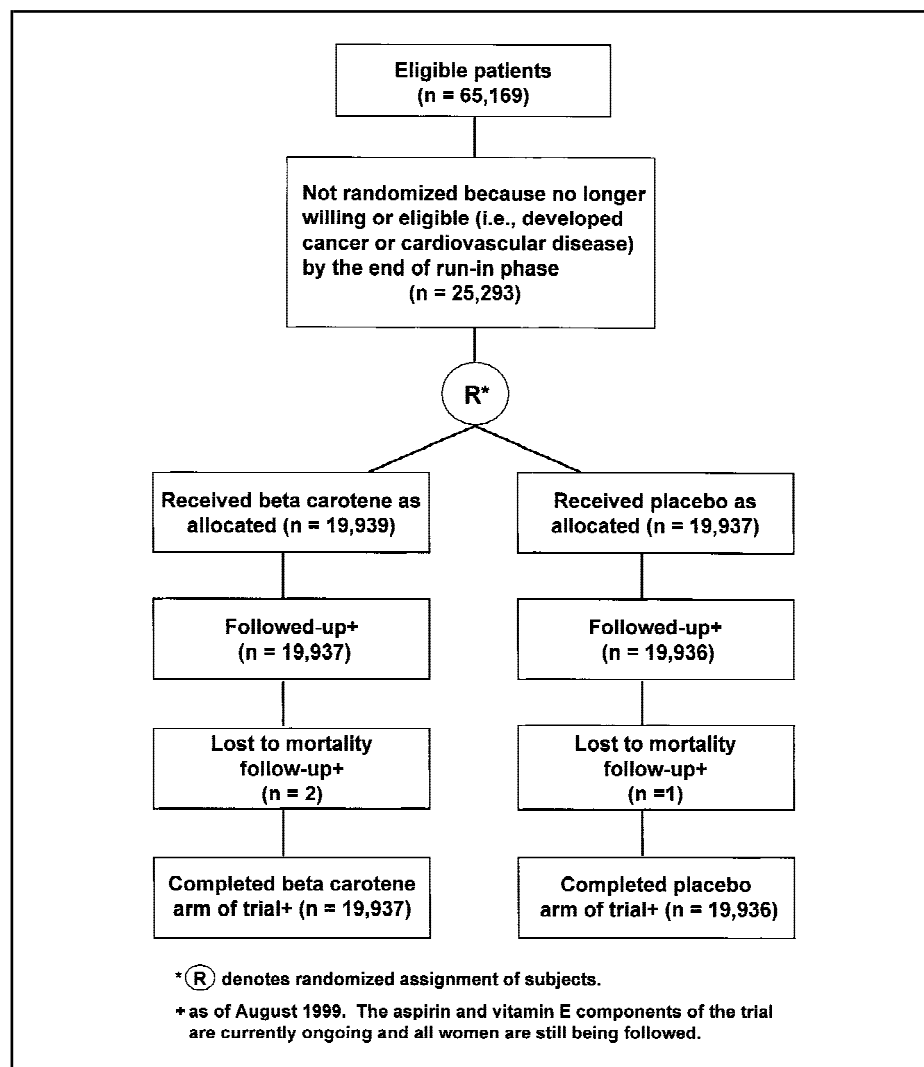 Eligible patients
(n = 65,169)
Not randomized because no longer
willing or eligible (i.e., developed
cancer or cardiovascular disease)
by the end of run-in phase
(n = 25,293)
R*
Received beta carotene as
allocated (n = 19,939)
Received placebo as
allocated (n = 19,937)
Followed-up+
(n = 19,937)
Followed-up+
(n = 19,936)
Lost to mortality
follow-up+
(n = 2)
Lost to mortality
follow-up+
(n =1)
Completed beta carotene
arm of trial+ (n = 19,937)
Completed placebo
arm of trial+ (n = 19,936)
* R denotes randomized assignment of subjects.
+ as of August 1999. The aspirin and vitamin E components of the trial
are currently ongoing and all women are still being followed.